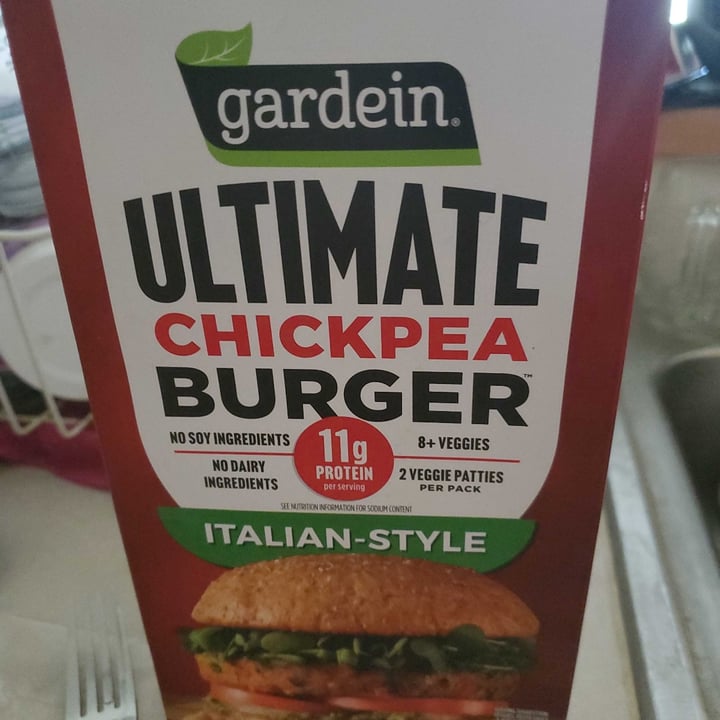 gardein®
ULTIMATE
CHICKPEA
BURGER™
NO SOY INGREDIENTS
NO DAIRY
INGREDIENTS
11g
PROTEIN
per serving
8+ VEGGIES
2 VEGGIE PATTIES
PER PACK
SEE NUTRITION INFORMATION FOR SODIUM CONTENT
ITALIAN-STYLE